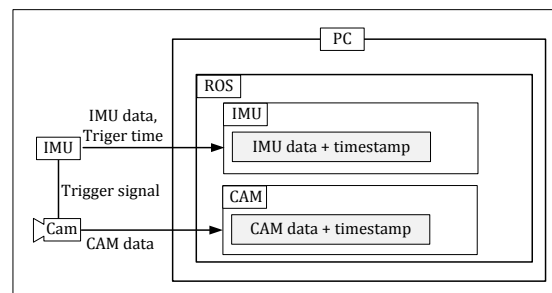 PC
ROS
IMU data,
Triger time
IMU
IMU
IMU data + timestamp
Trigger signal
CAM
Cam
CAM data
CAM data + timestamp